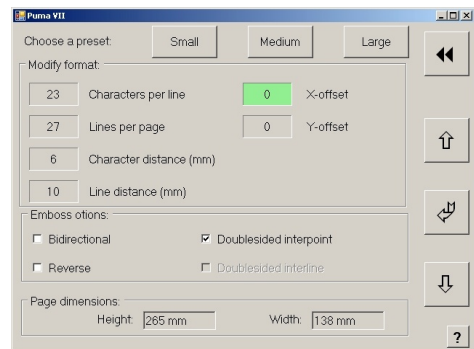 Puma VII
Choose a preset: Small Medium Large
Modify format:
23 Characters per line 0 X-offset
27 Lines per page 0 Y-offset
6 Character distance (mm)
10 Line distance (mm)
Emboss otions:
Bidirectional Doublesided interpoint
Reverse Doublesided interline
Page dimensions:
Height: 265 mm Width: 138 mm
?